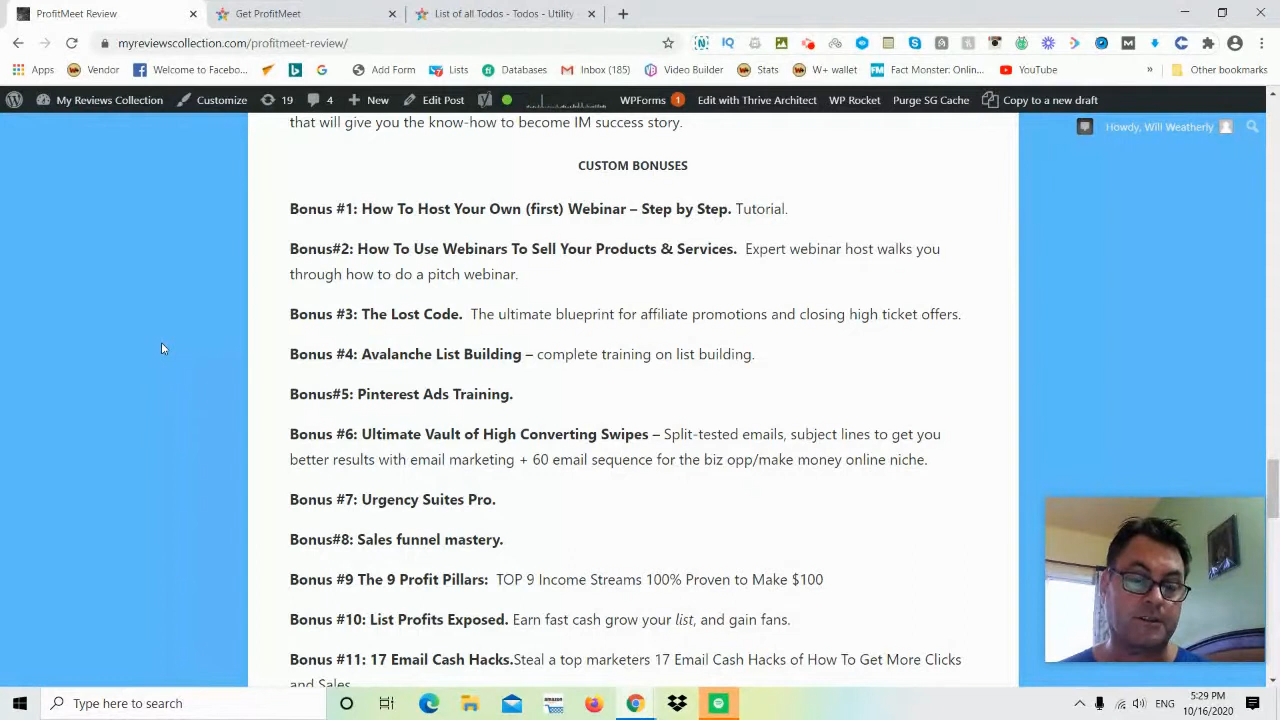 ProfitMeet Review
Get ProfitMeet
List of all Todos - Todos - Utility
myreviewscollection.com/profitmeet-review/
Apps Vendor Welcome to Facebo... Add Form Lists Databases Inbox (185) Video Builder Stats W+ wallet Fact Monster: Onlin... YouTube » Other bookmarks
My Reviews Collection Customize 19 4 New Edit Post WPForms 1 Edit with Thrive Architect WP Rocket Purge SG Cache Copy to a new draft
Howdy, Will Weatherly
that will give you the know-how to become IM success story.
CUSTOM BONUSES
Bonus #1: How To Host Your Own (first) Webinar – Step by Step. Tutorial.
Bonus#2: How To Use Webinars To Sell Your Products & Services. Expert webinar host walks you
through how to do a pitch webinar.
Bonus #3: The Lost Code. The ultimate blueprint for affiliate promotions and closing high ticket offers.
Bonus #4: Avalanche List Building – complete training on list building.
Bonus#5: Pinterest Ads Training.
Bonus #6: Ultimate Vault of High Converting Swipes – Split-tested emails, subject lines to get you
better results with email marketing + 60 email sequence for the biz opp/make money online niche.
Bonus #7: Urgency Suites Pro.
Bonus#8: Sales funnel mastery.
Bonus #9 The 9 Profit Pillars: TOP 9 Income Streams 100% Proven to Make $100
Bonus #10: List Profits Exposed. Earn fast cash grow your list, and gain fans.
Bonus #11: 17 Email Cash Hacks.Steal a top marketers 17 Email Cash Hacks of How To Get More Clicks
and Sales
Type here to search
ENG
5:29 PM
10/16/2020